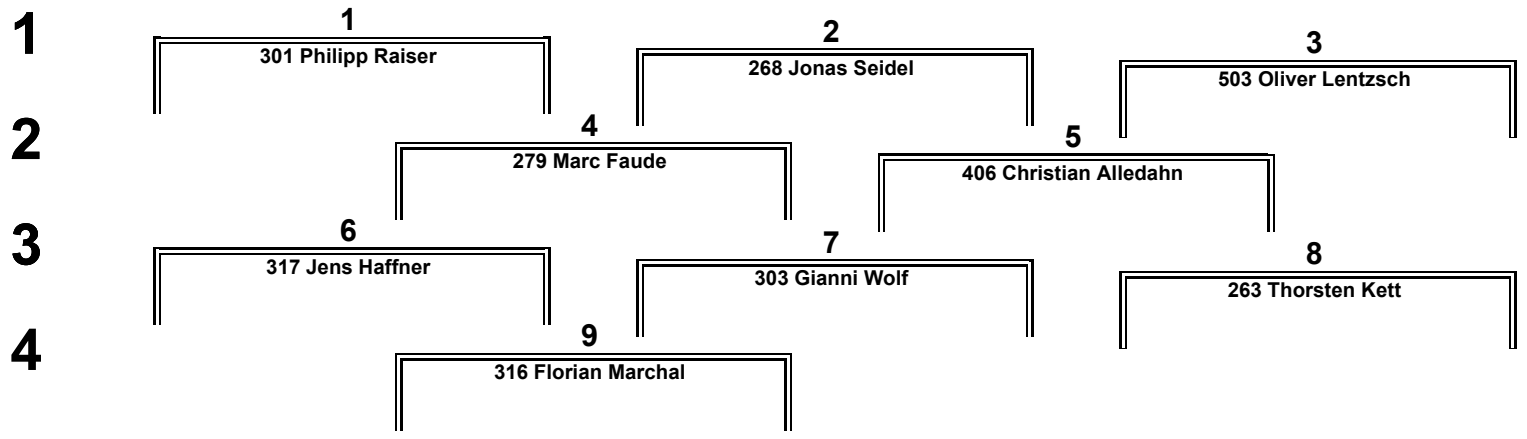 1
1
301 Philipp Raiser
2
268 Jonas Seidel
3
503 Oliver Lentzsch
2
4
279 Marc Faude
5
406 Christian Alledahn
3
6
317 Jens Haffner
7
303 Gianni Wolf
8
263 Thorsten Kett
4
9
316 Florian Marchal